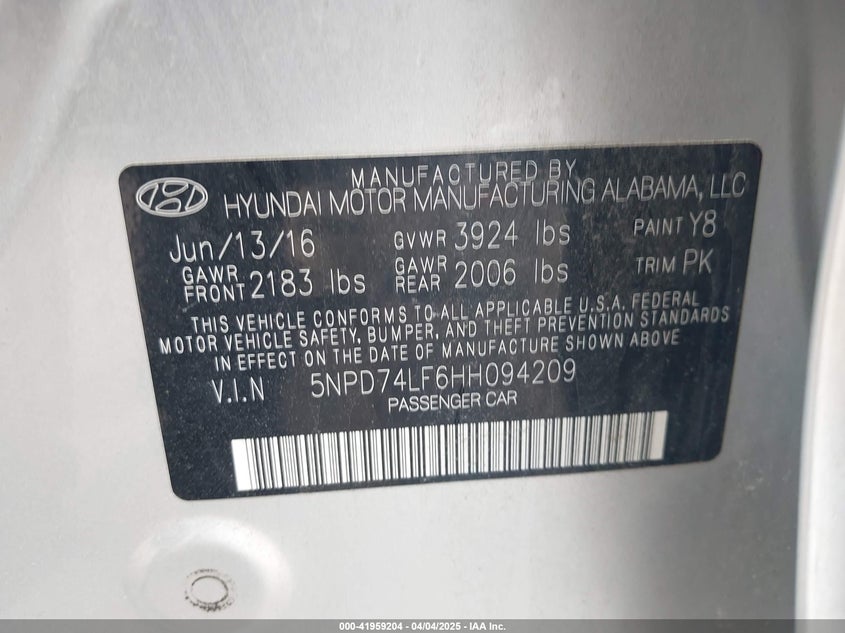 MANUFACTURED BY
HYUNDAI MOTOR MANUFACTURING ALABAMA, LLC
Jun/13/16 GVWR 3924 lbs PAINT Y8
GAWR FRONT 2183 lbs GAWR REAR 2006 lbs TRIM PK
THIS VEHICLE CONFORMS TO ALL APPLICABLE U.S.A. FEDERAL
MOTOR VEHICLE SAFETY, BUMPER, AND THEFT PREVENTION STANDARDS
IN EFFECT ON THE DATE OF MANUFACTURE SHOWN ABOVE
V.I.N 5NPD74LF6HH094209
PASSENGER CAR
000-41959204 - 04/04/2025 - IAA Inc.